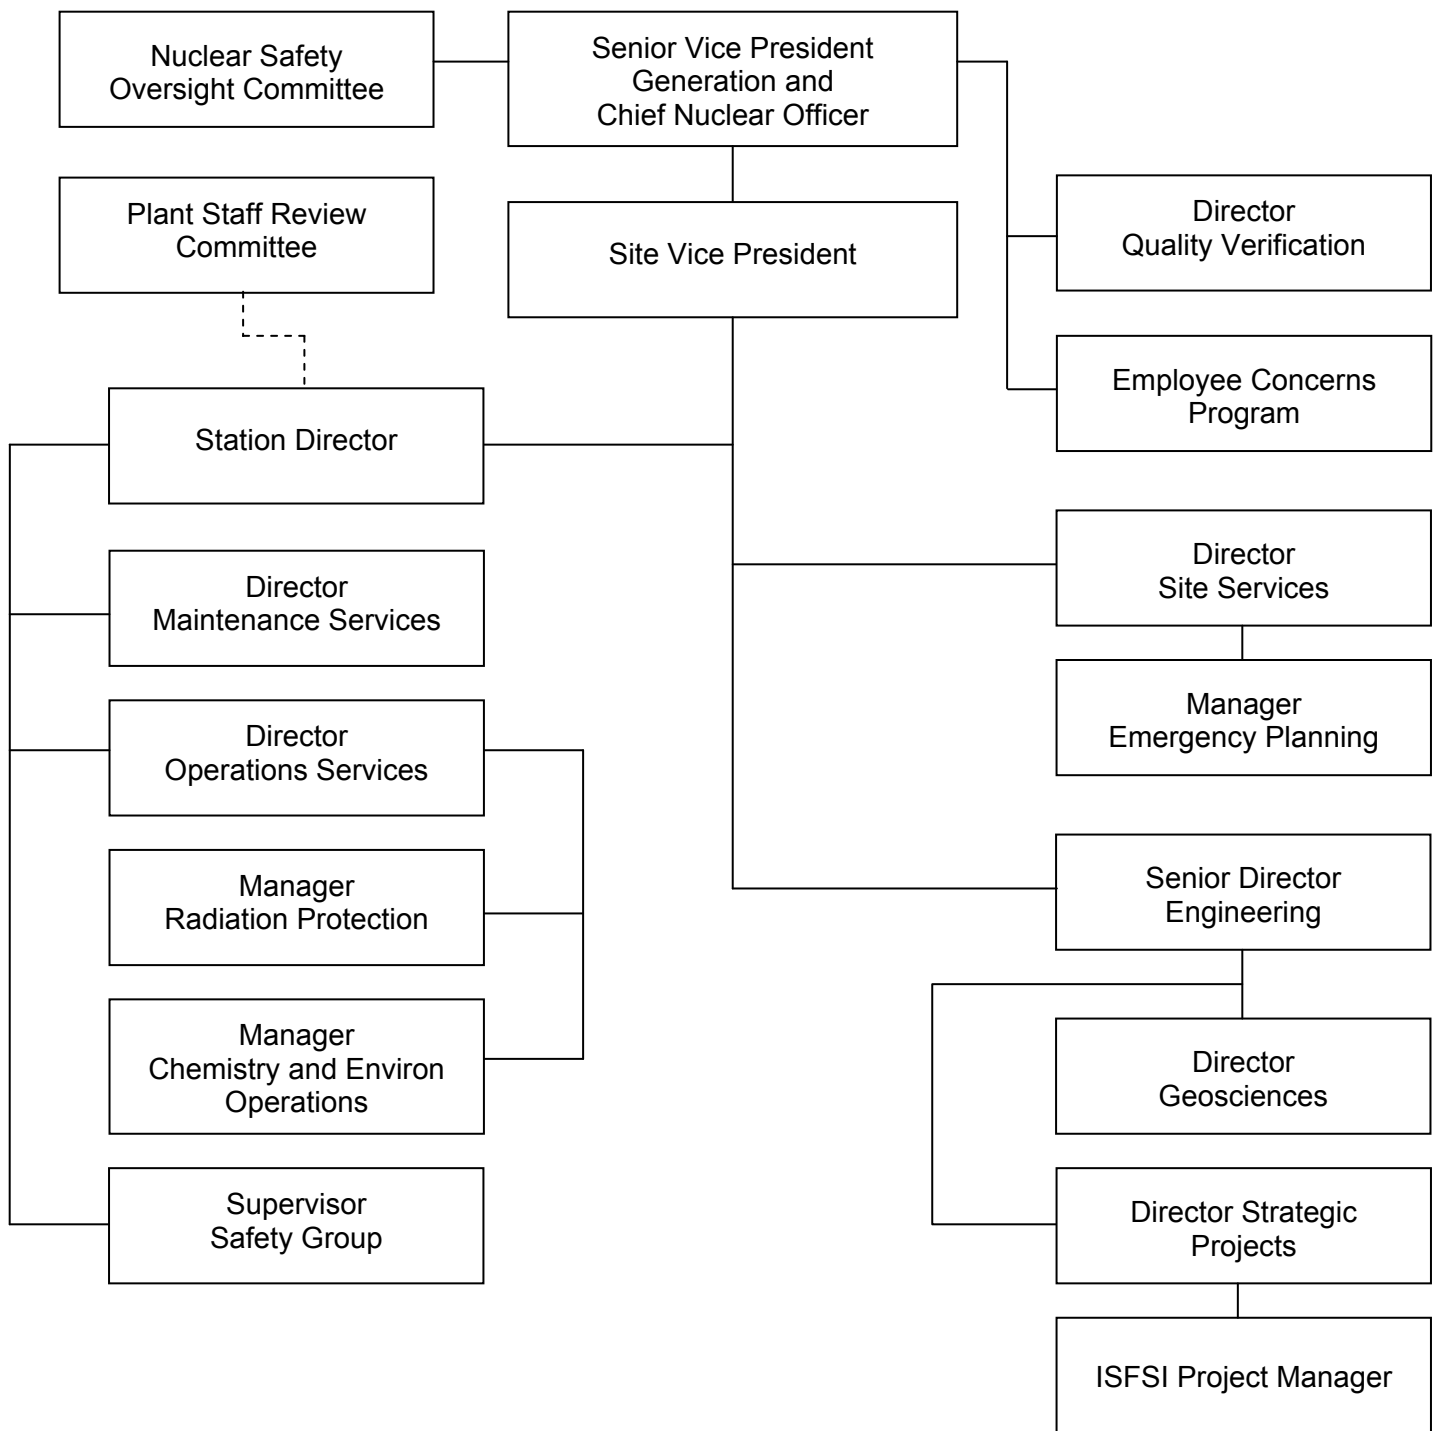 Nuclear Safety
Oversight Committee
Senior Vice President
Generation and
Chief Nuclear Officer
Plant Staff Review
Committee
Site Vice President
Director
Quality Verification
Employee Concerns
Program
Station Director
Director
Site Services
Director
Maintenance Services
Manager
Emergency Planning
Director
Operations Services
Manager
Radiation Protection
Senior Director
Engineering
Manager
Chemistry and Environ
Operations
Director
Geosciences
Supervisor
Safety Group
Director Strategic
Projects
ISFSI Project Manager